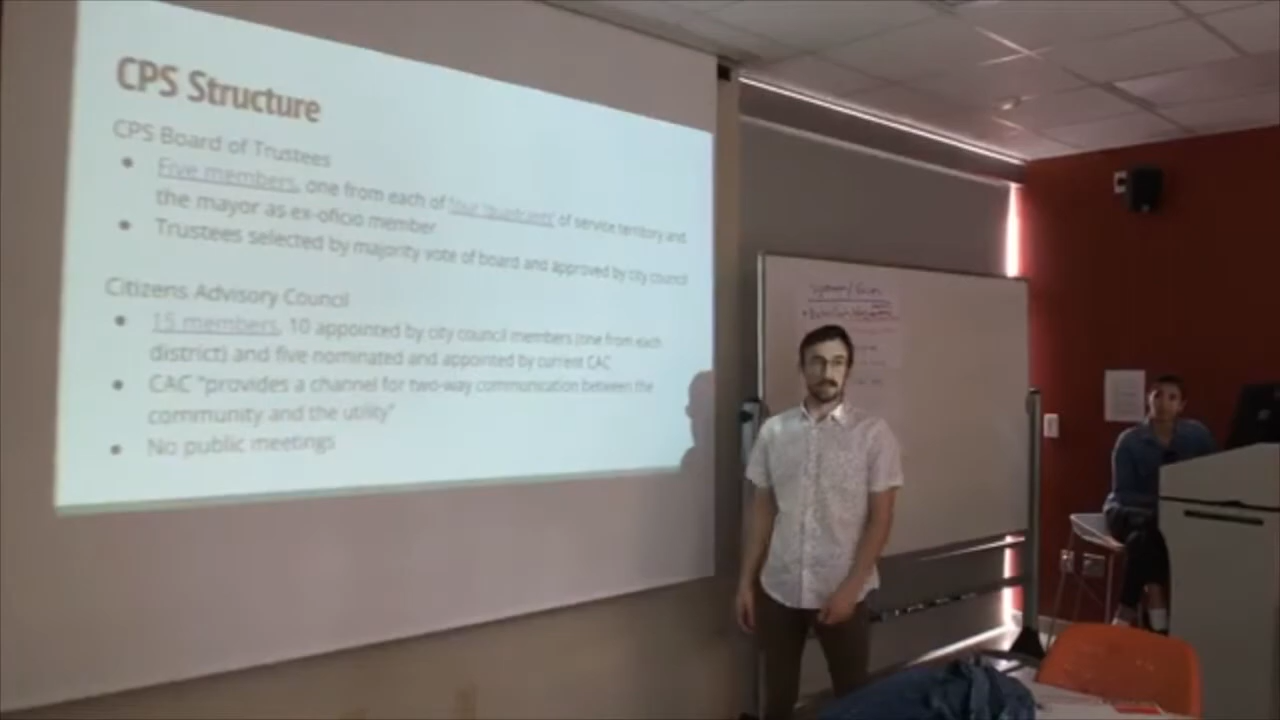 CPS Structure
CPS Board of Trustees
● Five members, one from each of four "quadrants" of service territory and
the mayor as ex-oficio member
● Trustees selected by majority vote of board and approved by city council
Citizens Advisory Council
● 15 members, 10 appointed by city council members (one from each
district) and five nominated and appointed by current CAC
● CAC "provides a channel for two-way communication between the
community and the utility"
● No public meetings